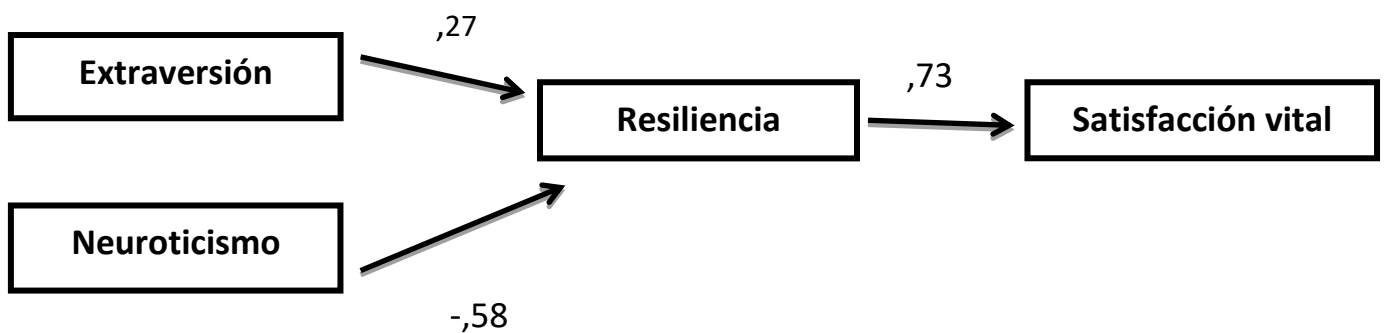 ,27
Extraversión
,73
Resiliencia
Satisfacción vital
Neuroticismo
-,58